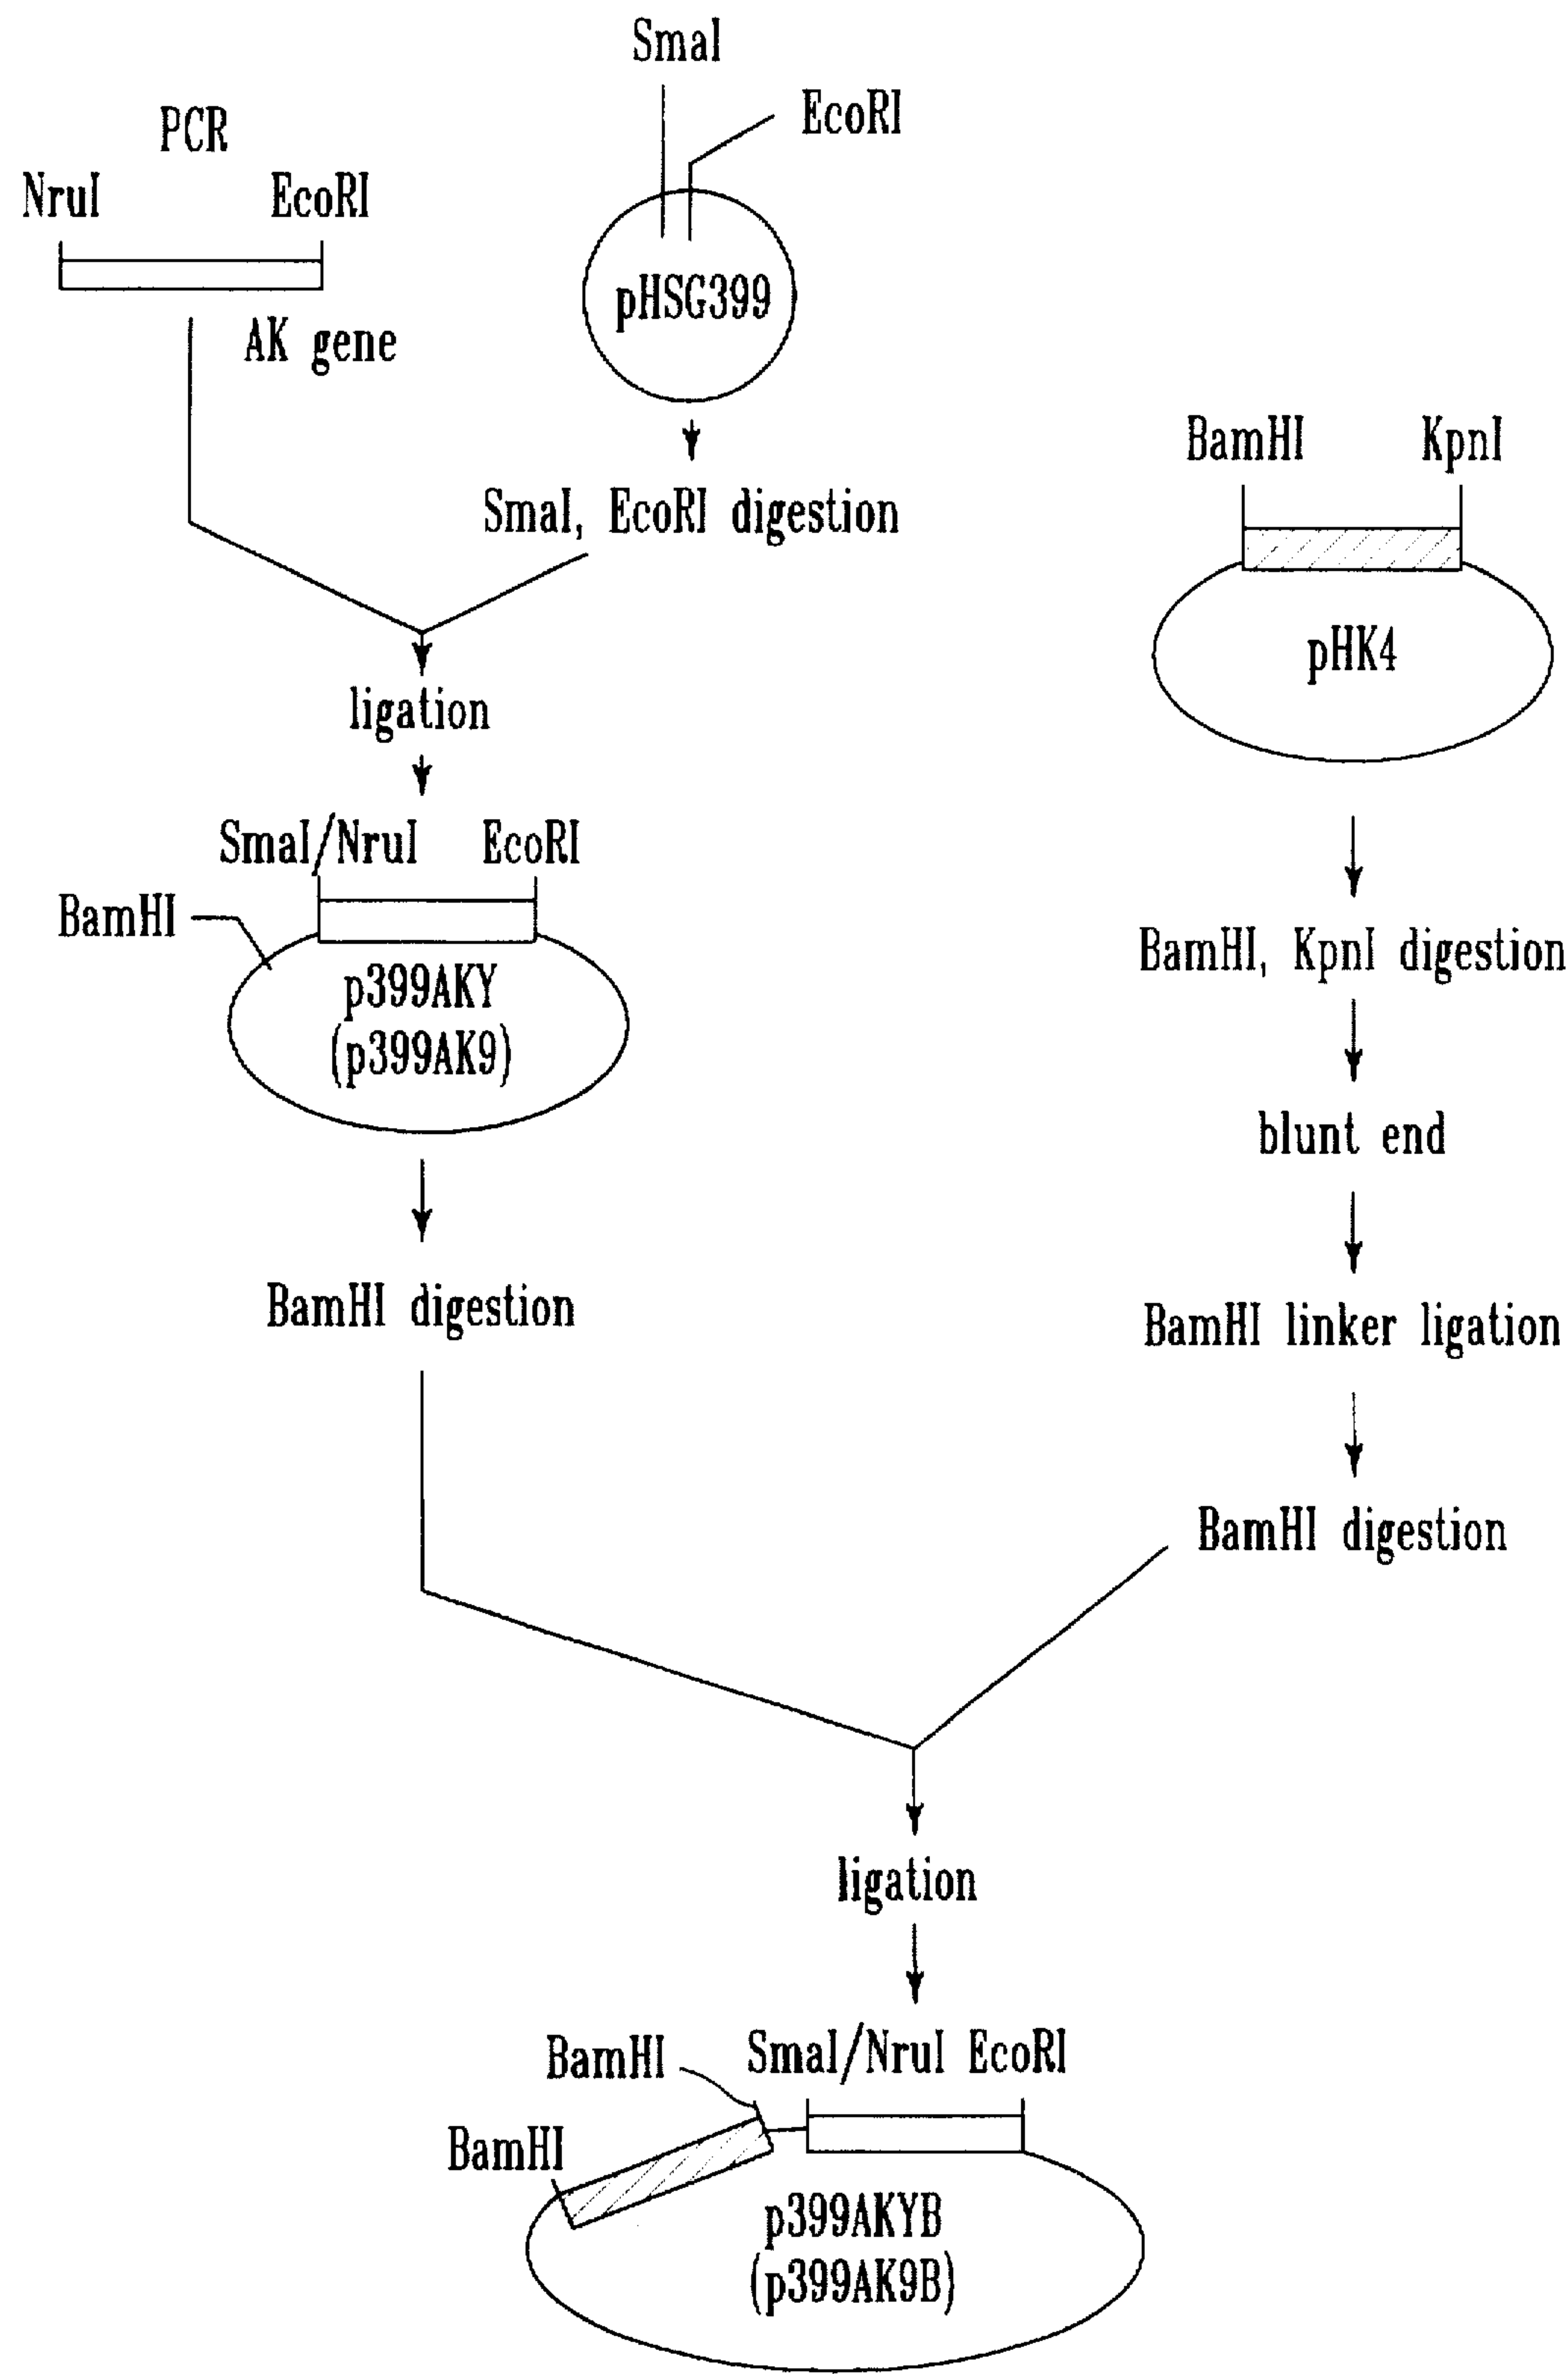 SmaI
EcoRI
PCR
NruI EcoRI
pHSG399
AK gene
SmaI, EcoRI digestion
BamHI KpnI
pHK4
ligation
SmaI/NruI EcoRI
BamHI
p399AKY
(p399AK9)
BamHI, KpnI digestion
blunt end
BamHI digestion
BamHI linker ligation
BamHI digestion
ligation
BamHI
SmaI/NruI EcoRI
BamHI
p399AKYB
(p399AK9B)